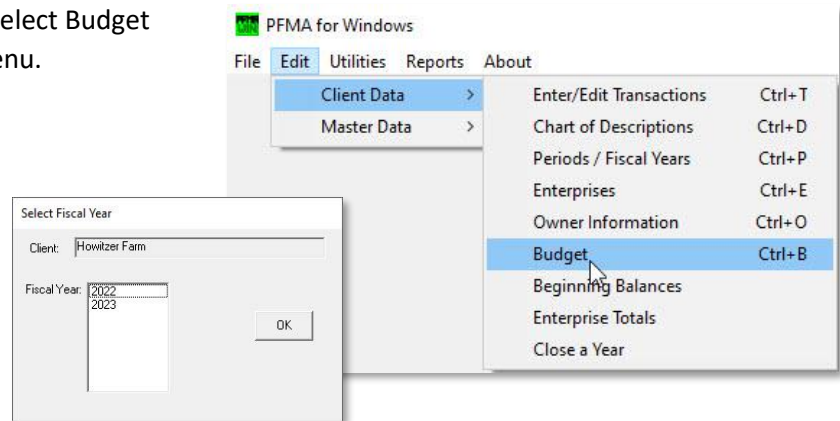 elect Budget
enu.
PFMA for Windows
File Edit Utilities Reports About
Client Data >
Master Data >
Enter/Edit Transactions Ctrl+T
Chart of Descriptions Ctrl+D
Periods / Fiscal Years Ctrl+P
Enterprises Ctrl+E
Owner Information Ctrl+O
Budget Ctrl+B
Beginning Balances
Enterprise Totals
Close a Year
Select Fiscal Year
Client: Howitzer Farm
Fiscal Year: 2022
2023
OK